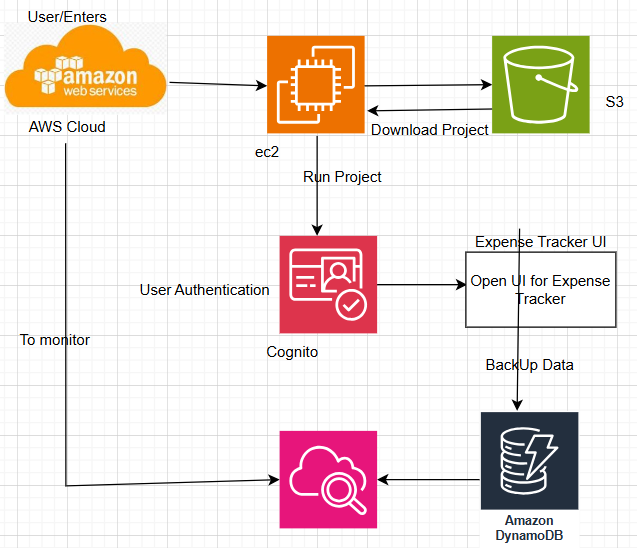 User/Enters
amazon
web services
AWS Cloud
S3
Download Project
ec2
Run Project
Expense Tracker UI
Open UI for Expense
Tracker
User Authentication
To monitor
Cognito
BackUp Data
Amazon
DynamoDB